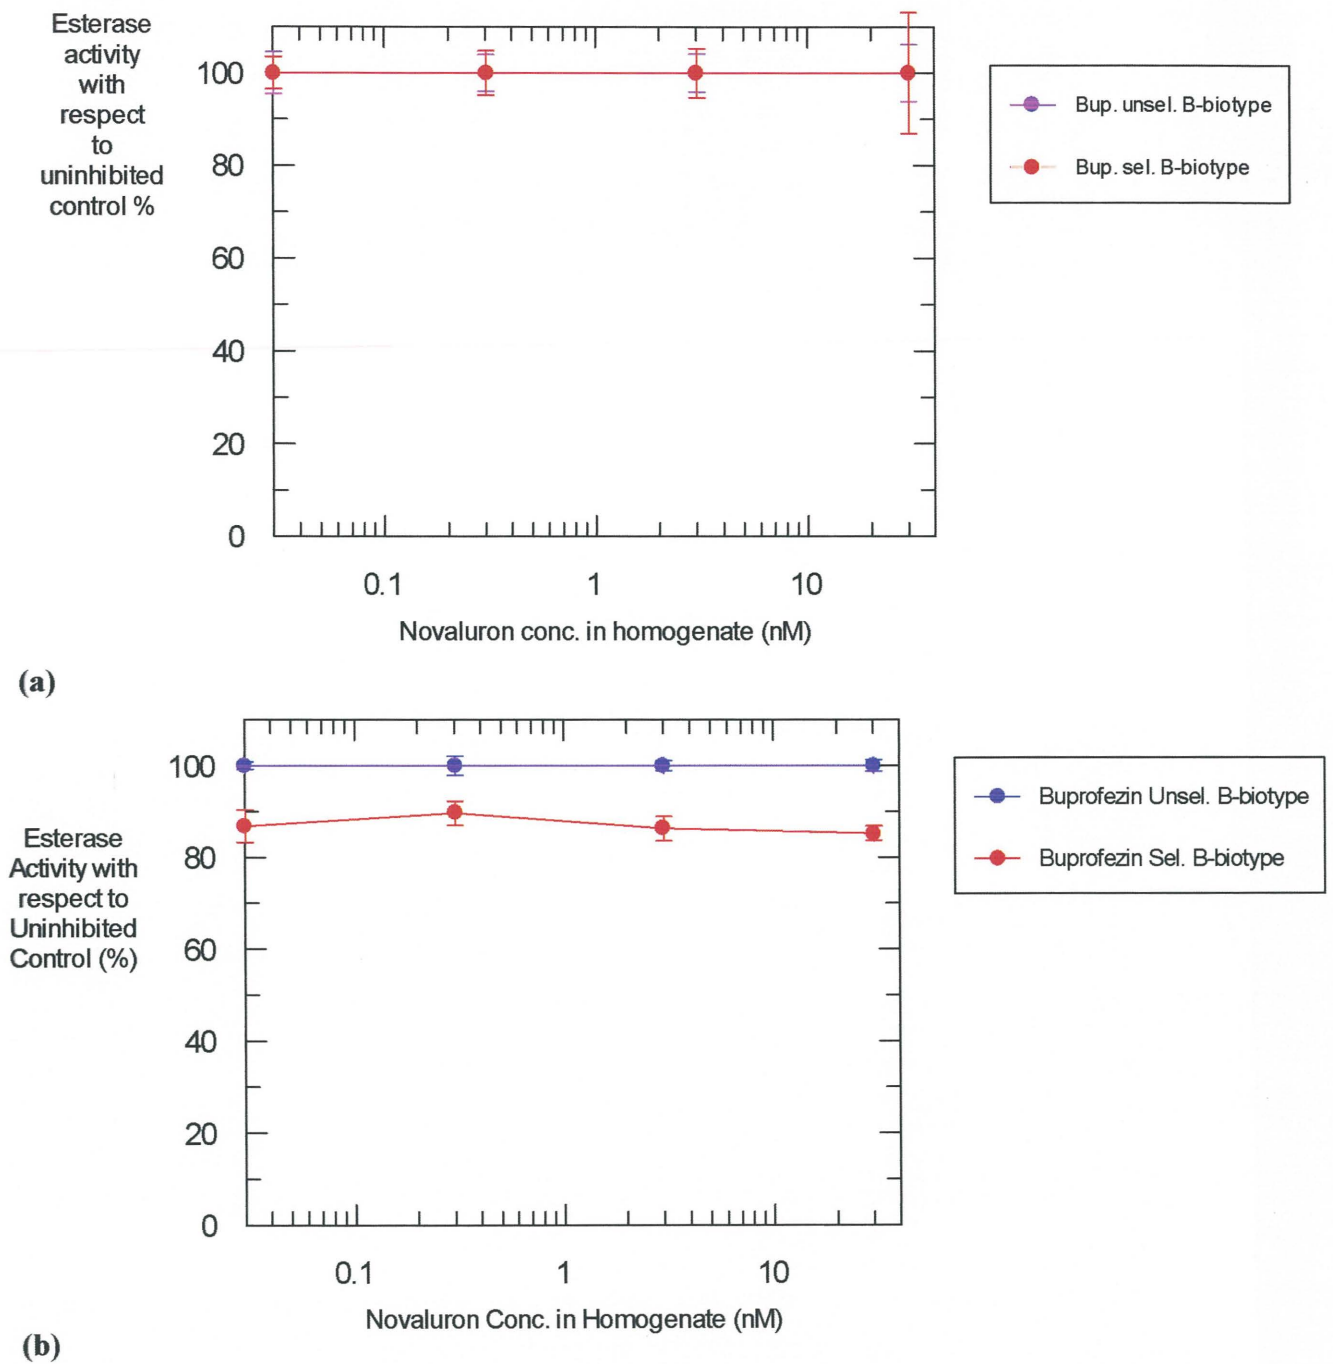 Esterase
activity
with
respect
to
uninhibited
control %
100
80
60
40
20
0
0.1
1
10
Novaluron conc. in homogenate (nM)
Bup. unsel. B-biotype
Bup. sel. B-biotype
(a)
Esterase
Activity with
respect to
Uninhibited
Control (%)
100
80
60
40
20
0
0.1
1
10
Novaluron Conc. in Homogenate (nM)
Buprofezin Unsel. B-biotype
Buprofezin Sel. B-biotype
(b)